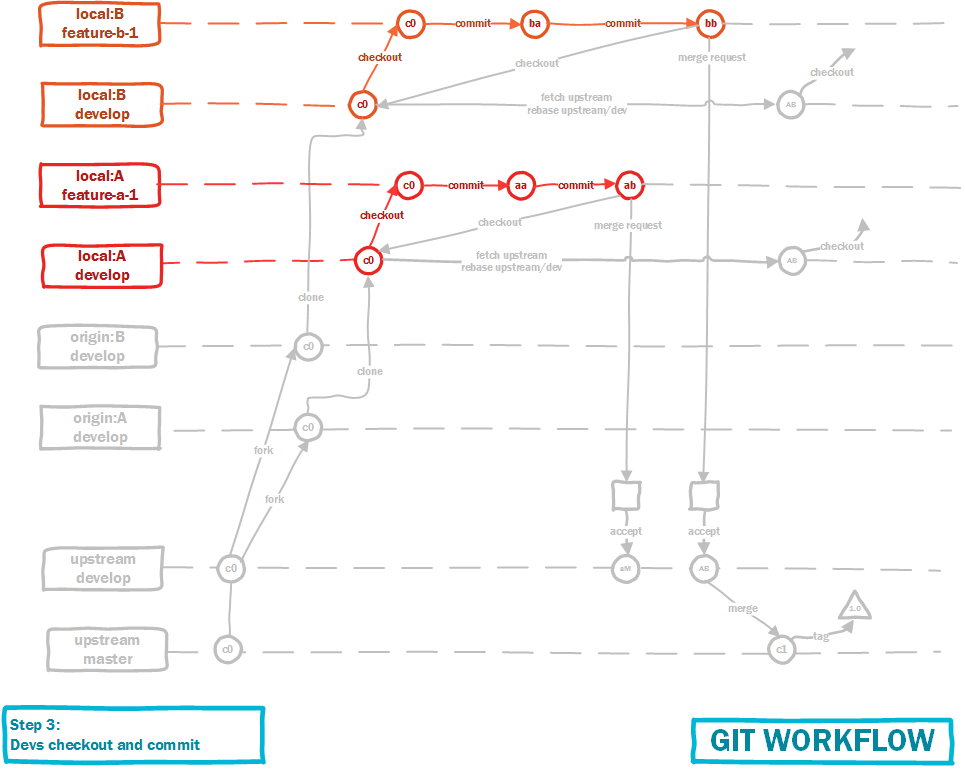 local:B
feature-b-1
c0
commit
ba
commit
bb
checkout
checkout
merge request
checkout
local:B
develop
c0
fetch upstream
rebase upstream/dev
AB
local:A
feature-a-1
c0
commit
aa
commit
ab
checkout
checkout
merge request
local:A
develop
c0
fetch upstream
rebase upstream/dev
AB
checkout
clone
origin:B
develop
c0
clone
origin:A
develop
c0
fork
fork
accept
accept
upstream
develop
c0
aM
AB
merge
1.0
tag
upstream
master
c0
c1
Step 3:
Devs checkout and commit
GIT WORKFLOW